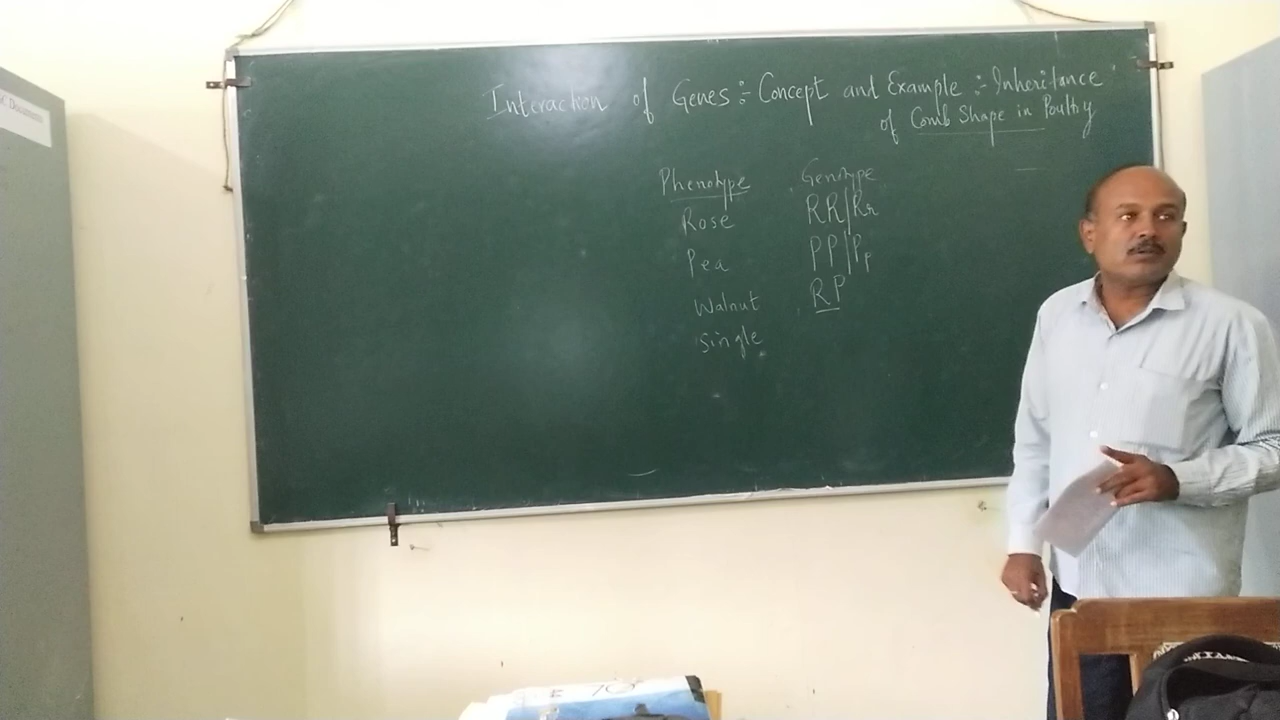 Interaction of Genes :- Concept and Example :- Inheritance
of Comb Shape in Poultry
Phenotype Genotype
Rose RR/Rr
Pea PP/Pp
Walnut RP
Single
Documents